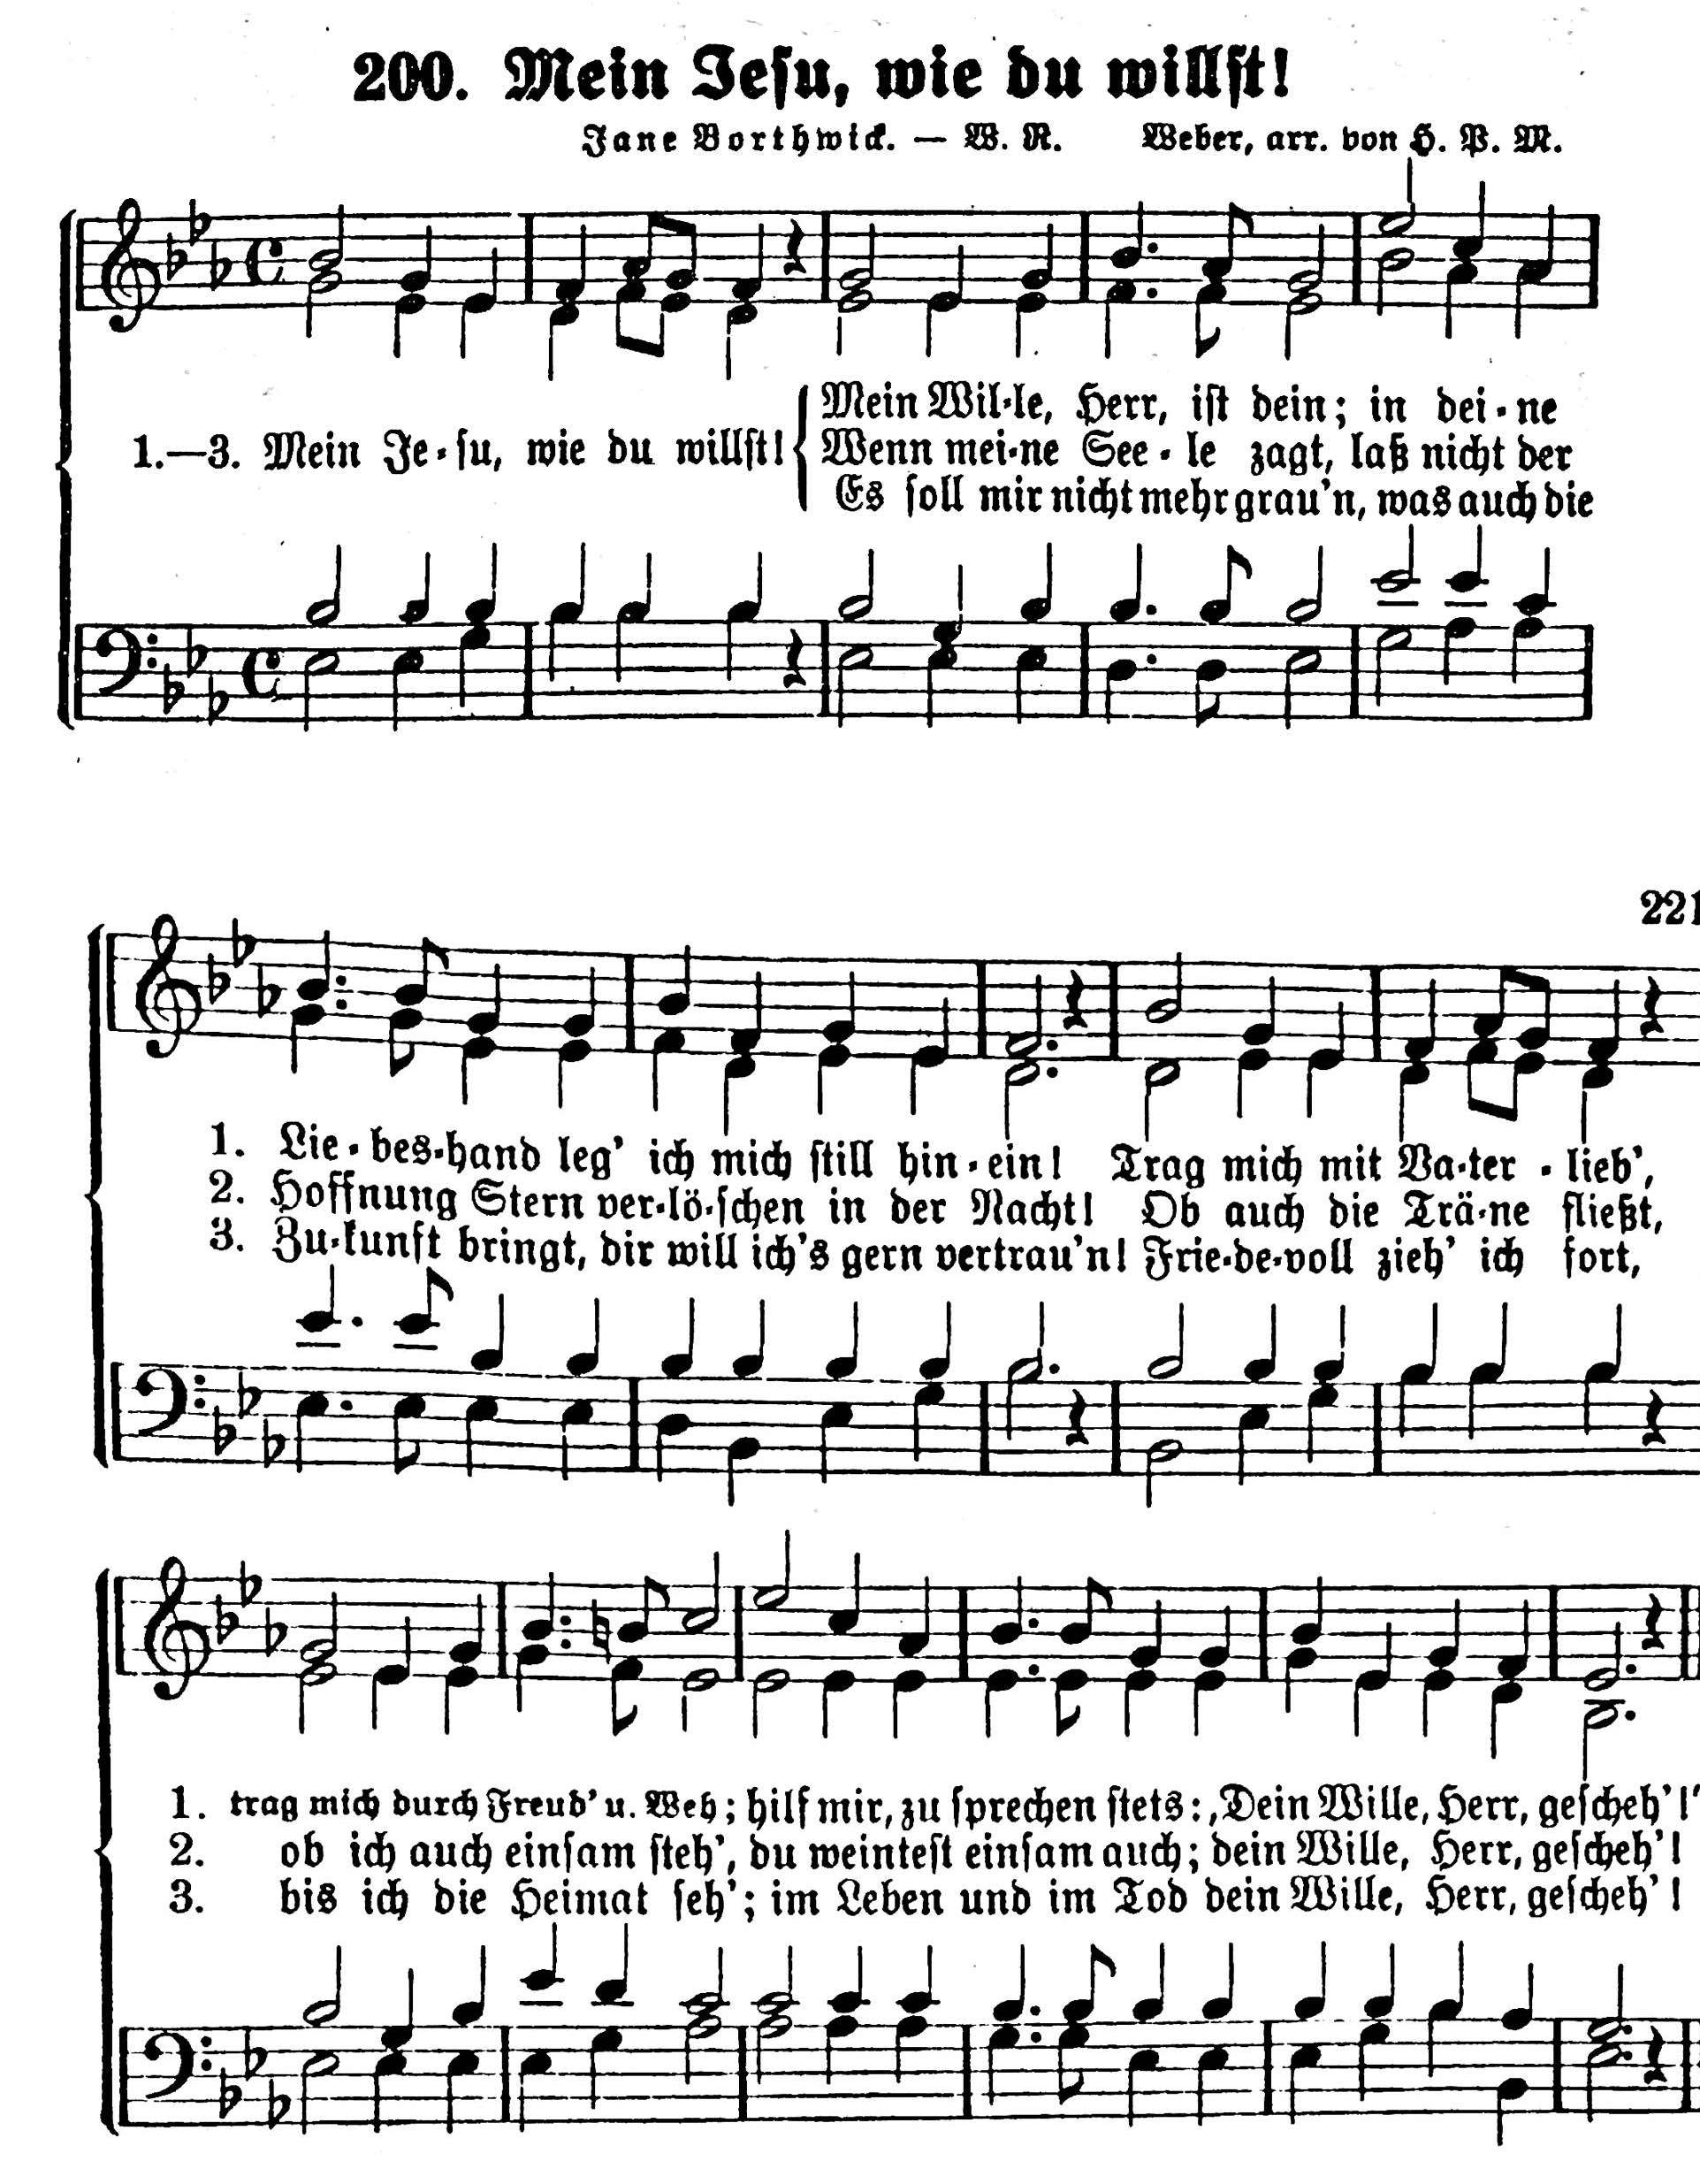 200. Mein Jesu, wie du willst!
Jane Borthwick. — W. R. Weber, arr. von H. P. M.
Mein Wil-le, Herr, ist dein; in dei-ne
1.—3. Mein Je-su, wie du willst! Wenn mei-ne See-le zagt, laß nicht der
Es soll mir nicht mehr grau'n, was auch die
221
1. Lie-bes-hand leg' ich mich still hin-ein! Trag mich mit Va-ter-lieb',
2. Hoffnung Stern ver-lö-schen in der Nacht! Ob auch die Trä-ne fließt,
3. Zu-kunft bringt, dir will ich's gern vertrau'n! Frie-de-voll zieh' ich fort,
1. trag mich durch Freud' u. Weh; hilf mir, zu sprechen stets: ,Dein Wille, Herr, gescheh'!'
2. ob ich auch einsam steh', du weintest einsam auch; dein Wille, Herr, gescheh'!
3. bis ich die Heimat seh'; im Leben und im Tod dein Wille, Herr, gescheh'!